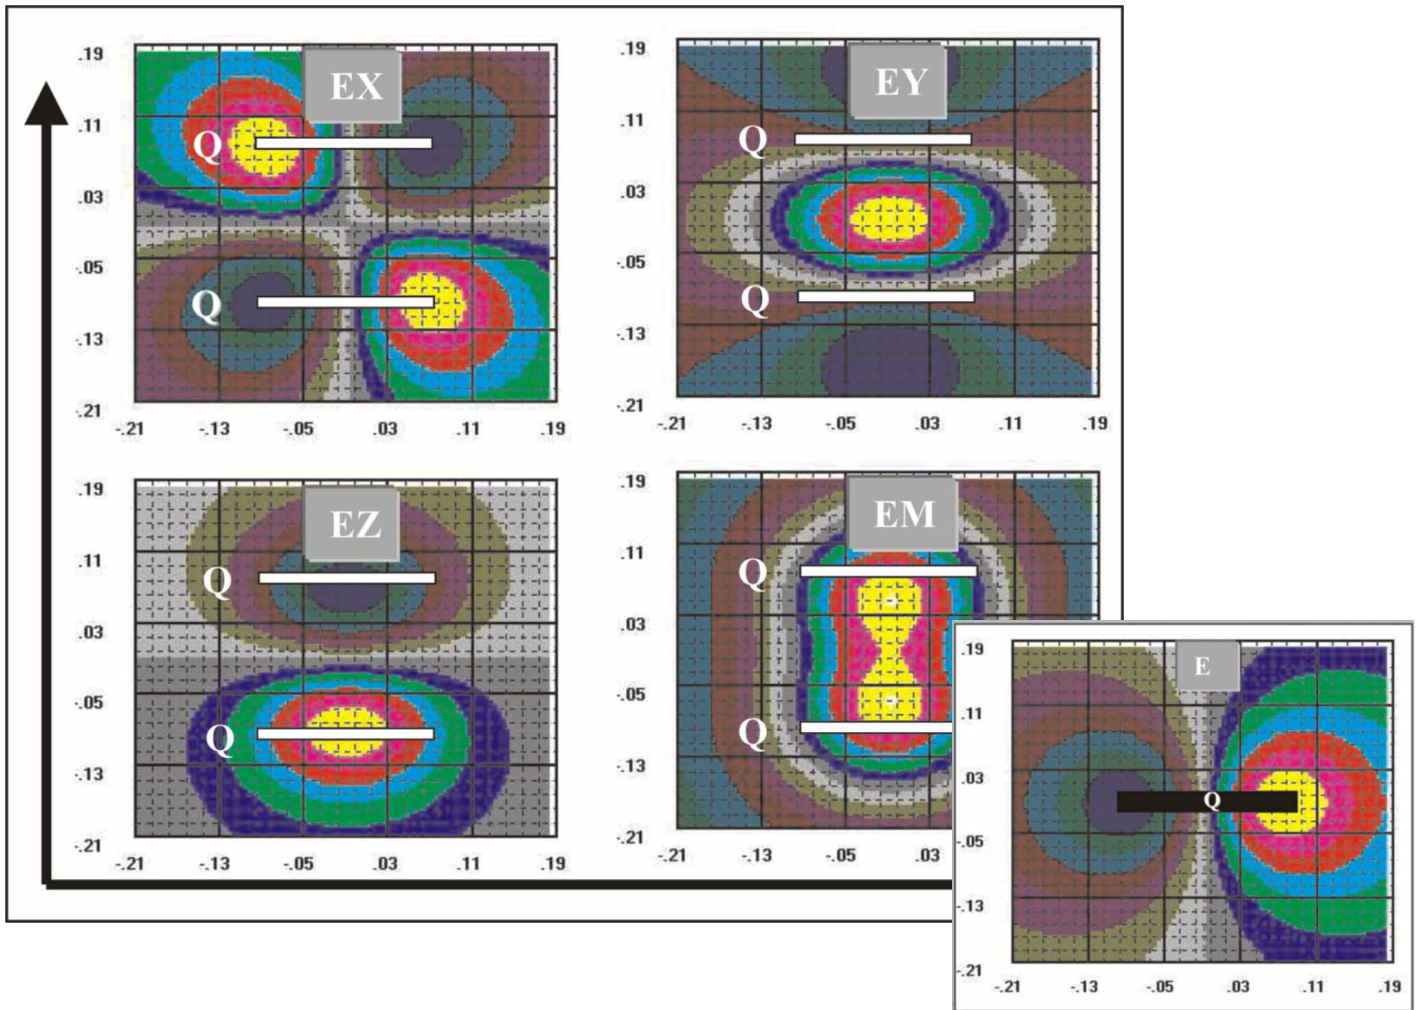 .19
EX
.11
Q
.03
-.05
Q
-.13
-.21
-.21 -.13 -.05 .03 .11 .19
.19
EY
.11
Q
.03
-.05
Q
-.13
-.21
-.21 -.13 -.05 .03 .11 .19
.19
EZ
.11
Q
.03
-.05
Q
-.13
-.21
-.21 -.13 -.05 .03 .11 .19
.19
EM
.11
Q
.03
-.05
Q
-.13
-.21
-.21 -.13 -.05 .03
.19
E
.11
.03
Q
-.05
-.13
-.21
-.21 -.13 -.05 .03 .11 .19